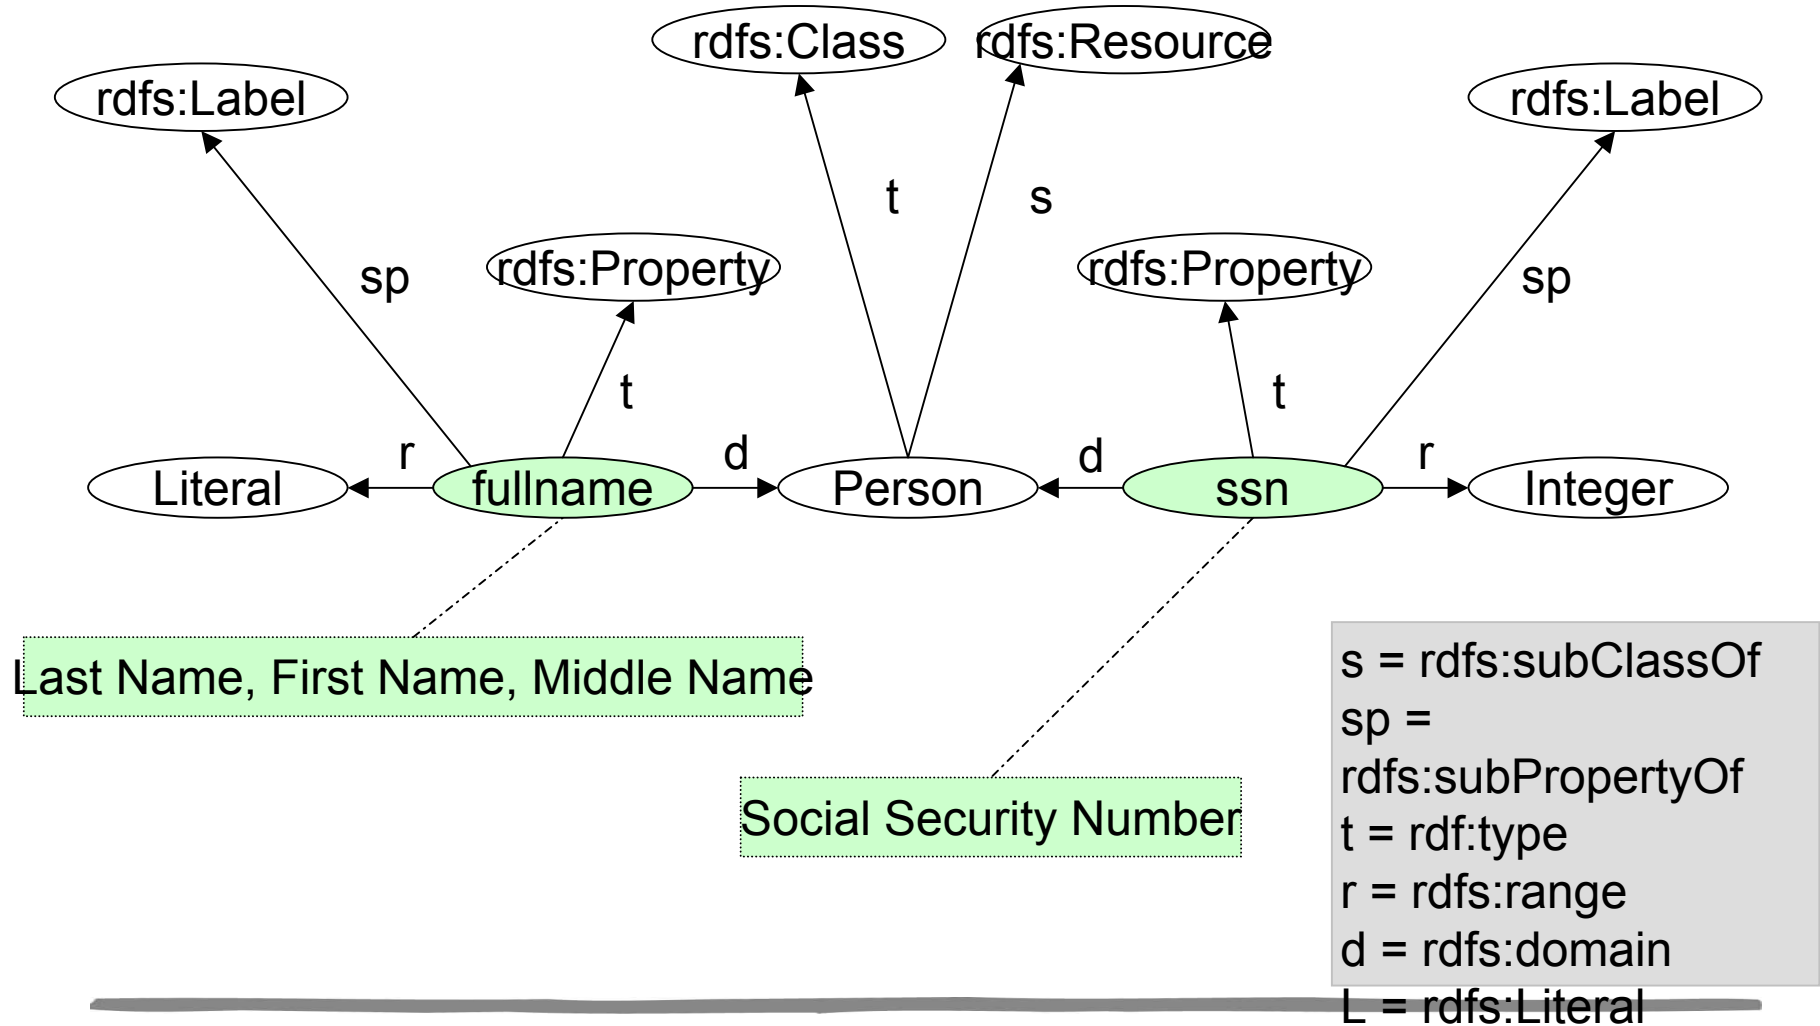 rdfs:Class
rdfs:Resource
rdfs:Label
rdfs:Label
t
s
rdfs:Property
rdfs:Property
sp
sp
t
t
r
d
d
r
Literal
fullname
Person
ssn
Integer
Last Name, First Name, Middle Name
Social Security Number
s = rdfs:subClassOf
sp =
rdfs:subPropertyOf
t = rdf:type
r = rdfs:range
d = rdfs:domain
L = rdfs:Literal